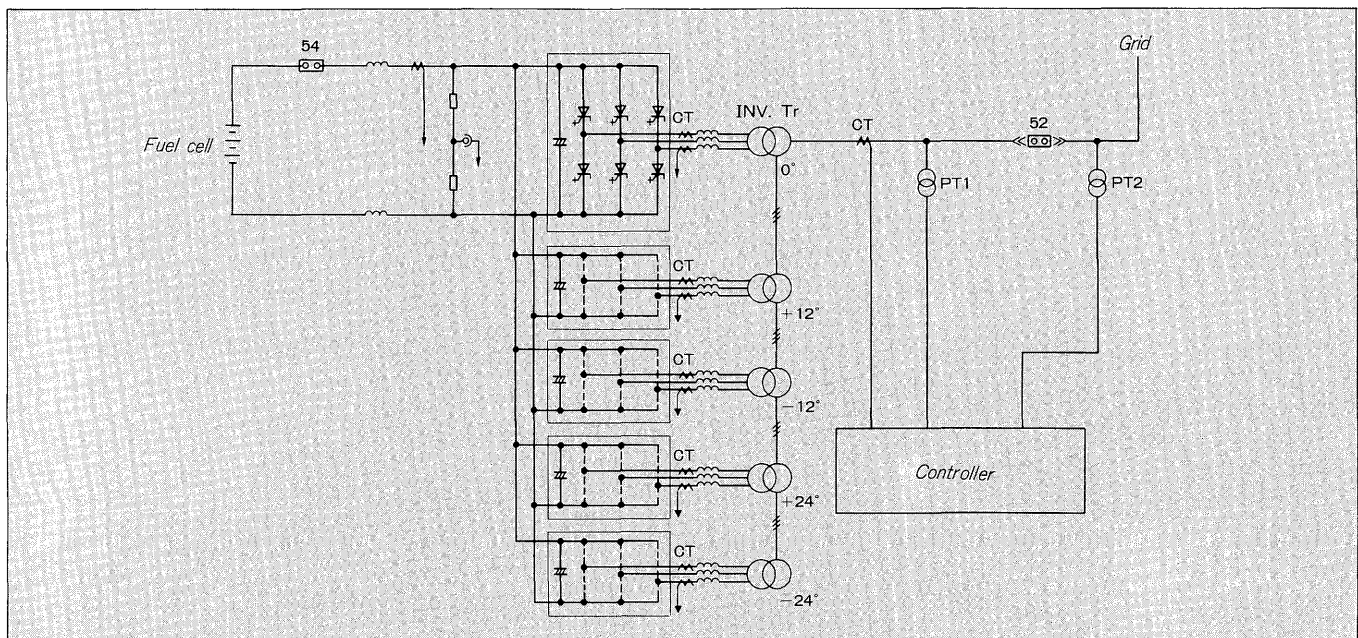 54
Fuel cell
CT
INV. Tr
0°
CT
52
Grid
PT1
PT2
CT
+12°
CT
−12°
CT
+24°
CT
−24°
Controller